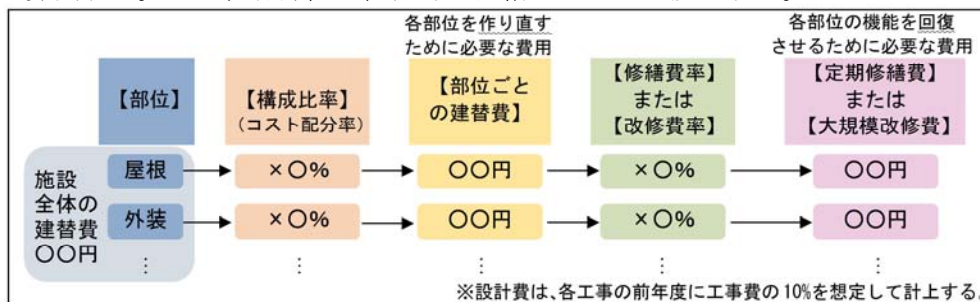 各部位を作り直す
ために必要な費用
各部位の機能を回復
させるために必要な費用
【部位】
【構成比率】
(コスト配分率)
【部位ごと
の建替費】
【修繕費率】
または
【改修費率】
【定期修繕費】
または
【大規模改修費】
施設
全体の
建替費
〇〇円
屋根
×〇%
〇〇円
×〇%
〇〇円
外装
×〇%
〇〇円
×〇%
〇〇円
⋮
⋮
⋮
⋮
⋮
※設計費は、各工事の前年度に工事費の10%を想定して計上する